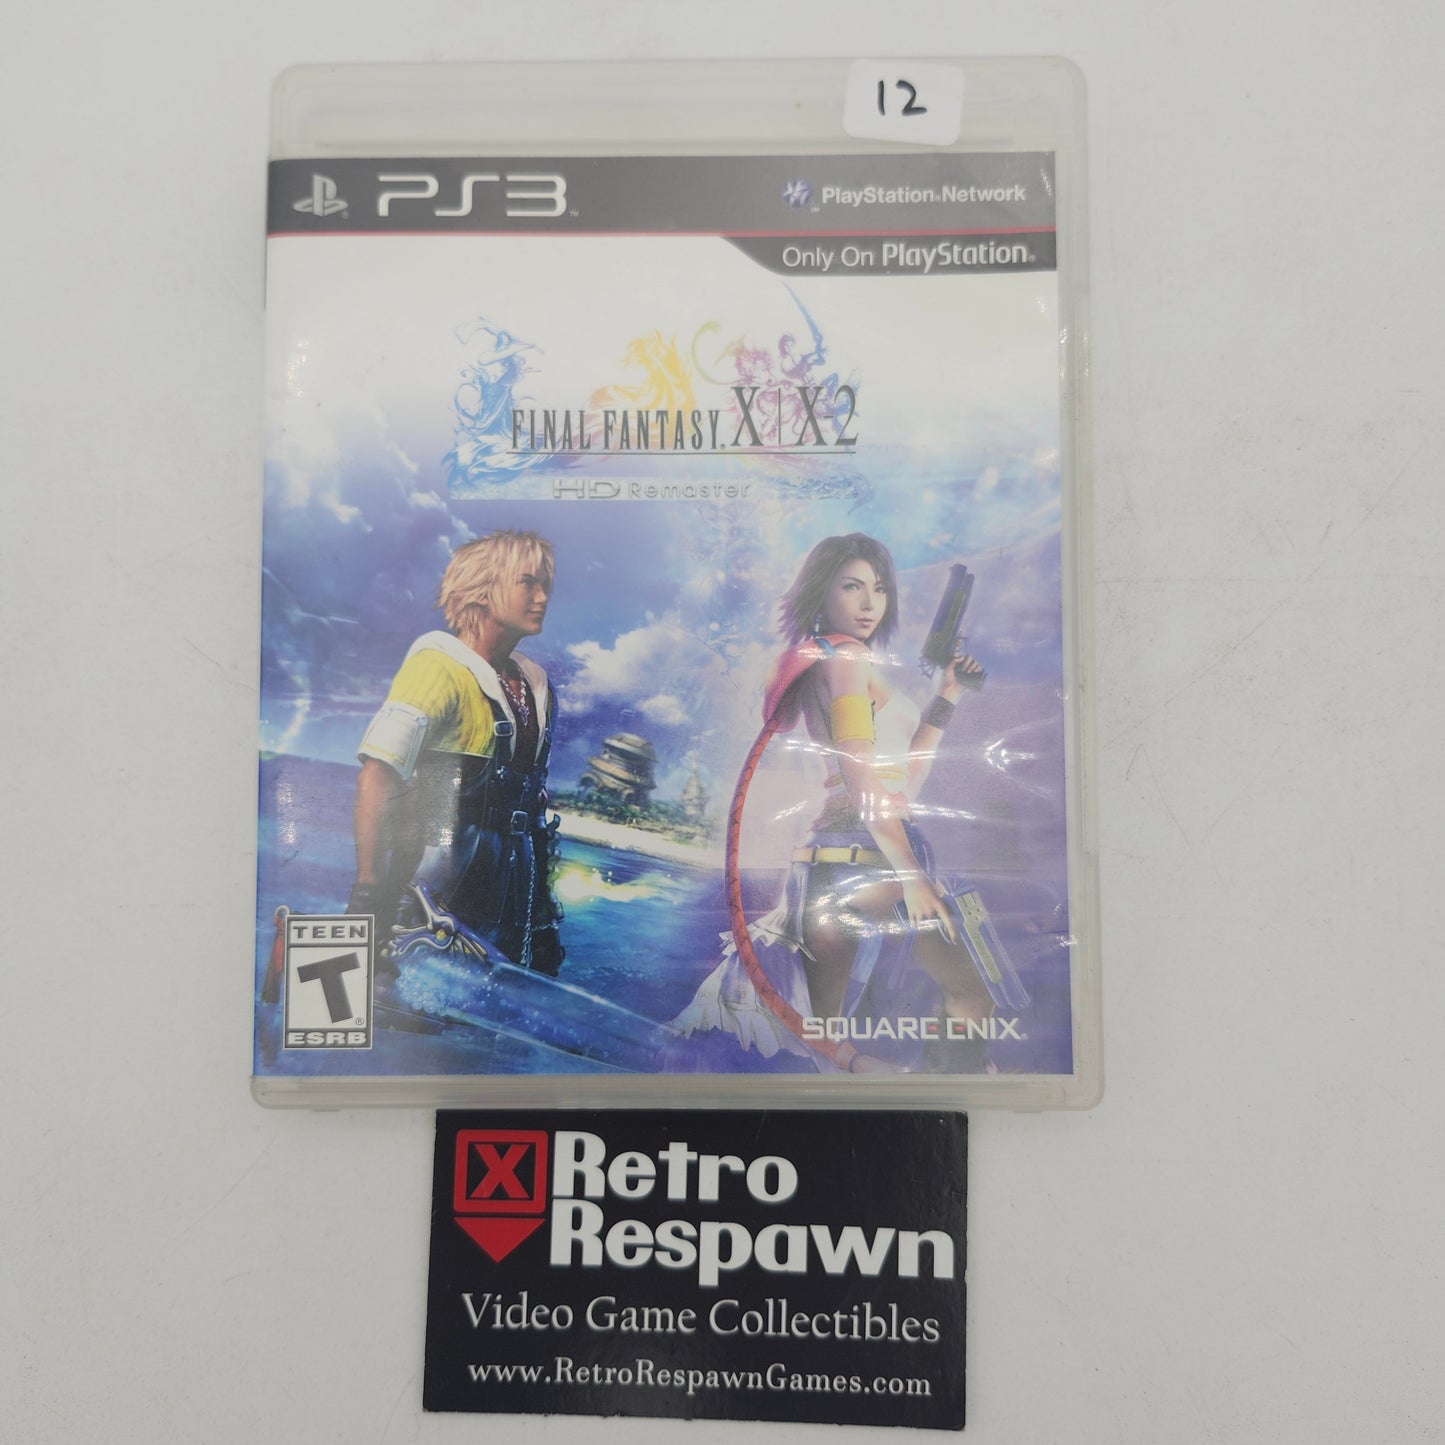 12
PS3
PlayStation®Network
Only On PlayStation®
FINAL FANTASY® X|X-2
HD Remaster
TEEN
T
ESRB
SQUARE ENIX®
X Retro
Respawn
Video Game Collectibles
www.RetroRespawnGames.com